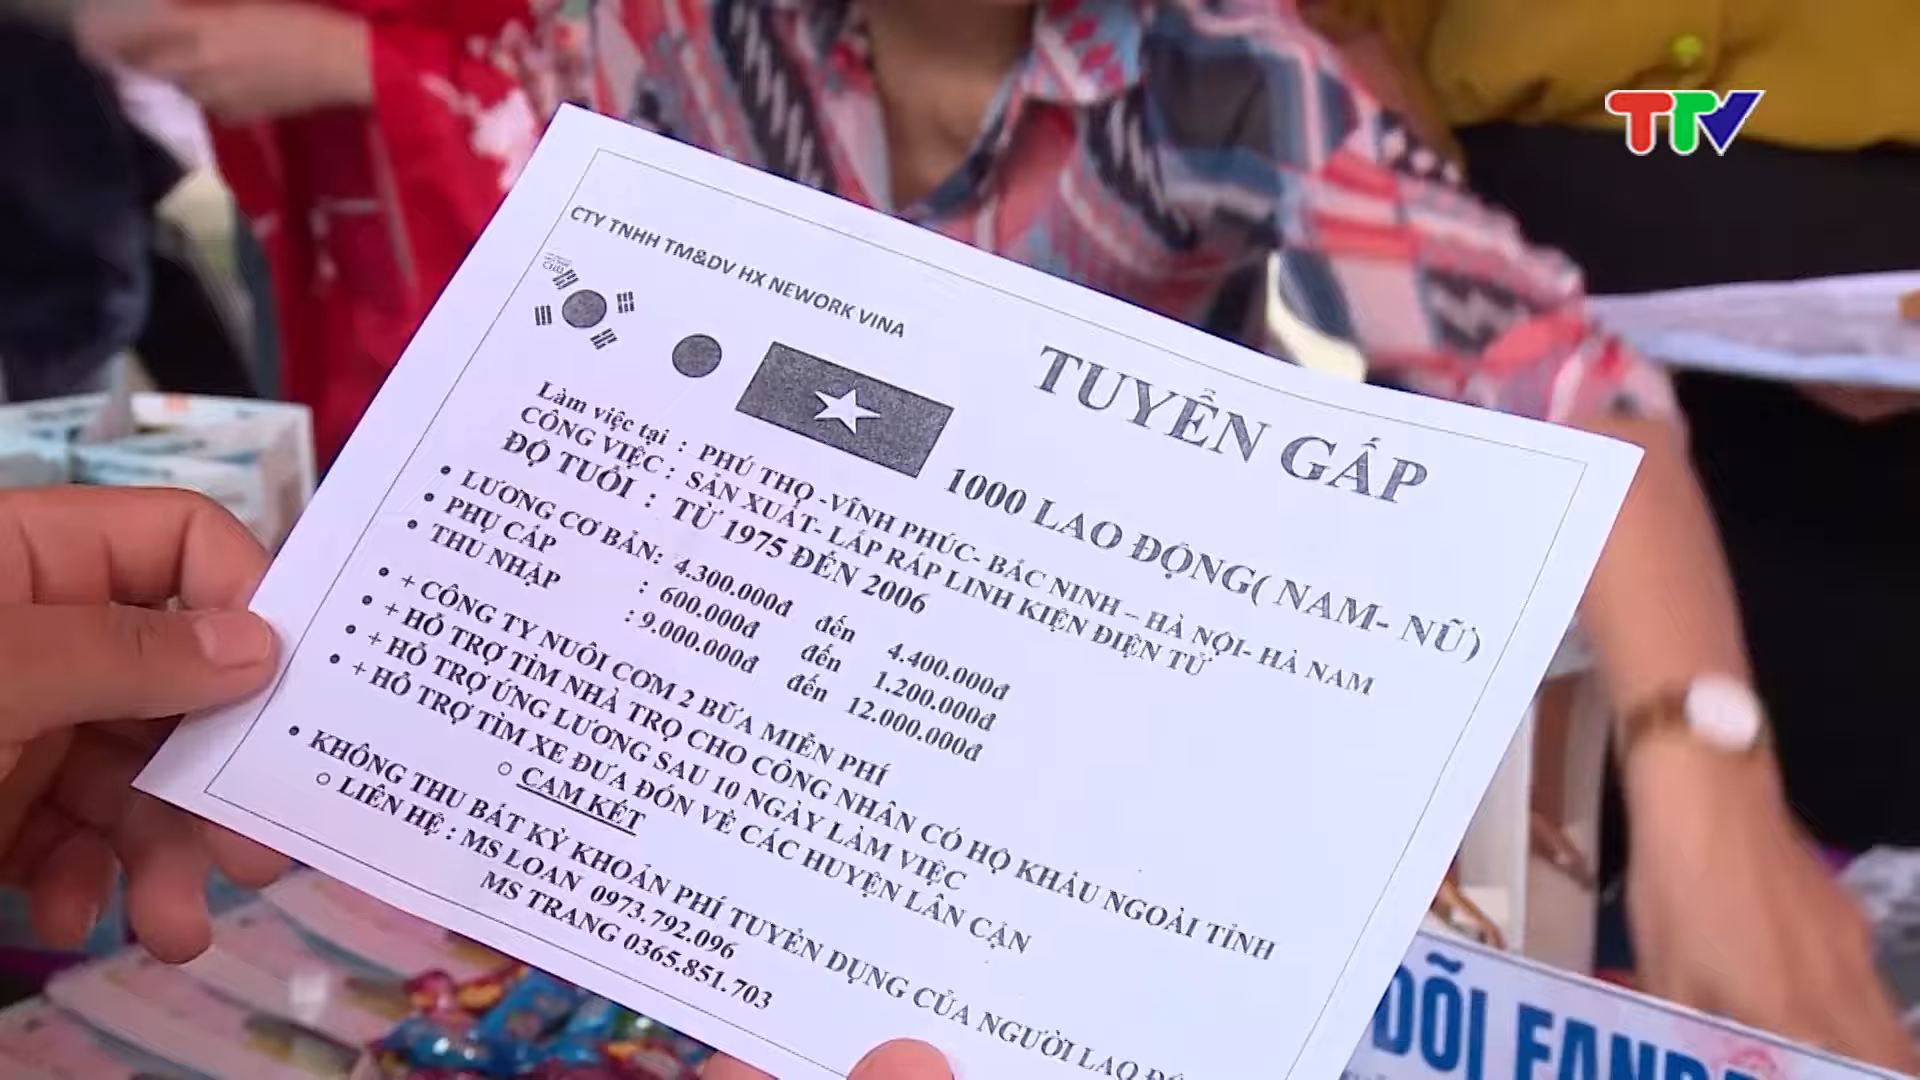 TTV
CTY TNHH TM&DV HX NEWORK VINA
TUYỂN GẤP
1000 LAO ĐỘNG( NAM- NỮ)
Làm việc tại : PHÚ THỌ -VĨNH PHÚC- BẮC NINH – HÀ NỘI- HÀ NAM
CÔNG VIỆC : SẢN XUẤT- LẮP RÁP LINH KIỆN ĐIỆN TỬ
ĐỘ TUỔI : TỪ 1975 ĐẾN 2006
• LƯƠNG CƠ BẢN: 4.300.000đ đến 4.400.000đ
• PHỤ CẤP : 600.000đ đến 1.200.000đ
• THU NHẬP : 9.000.000đ đến 12.000.000đ
• + CÔNG TY NUÔI CƠM 2 BỮA MIỄN PHÍ
• + HỖ TRỢ TÌM NHÀ TRỌ CHO CÔNG NHÂN CÓ HỘ KHẨU NGOÀI TỈNH
• + HỖ TRỢ ỨNG LƯƠNG SAU 10 NGÀY LÀM VIỆC
• + HỖ TRỢ TÌM XE ĐƯA ĐÓN VỀ CÁC HUYỆN LÂN CẬN
○ CAM KẾT
• KHÔNG THU BẤT KỲ KHOẢN PHÍ TUYỂN DỤNG CỦA NGƯỜI LAO
○ LIÊN HỆ : MS LOAN 0973.792.096
MS TRANG 0365.851.703
DÕI